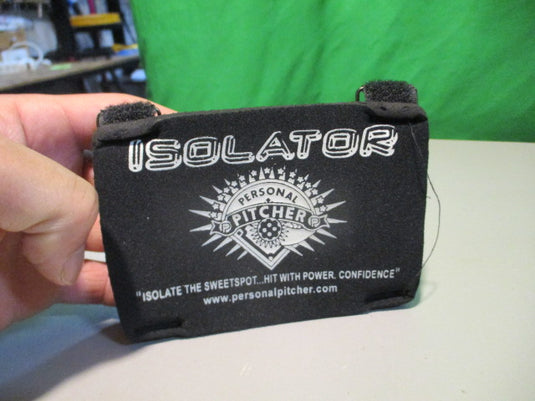 ISOLATOR
PERSONAL
PITCHER
"ISOLATE THE SWEETSPOT...HIT WITH POWER. CONFIDENCE"
www.personalpitcher.com